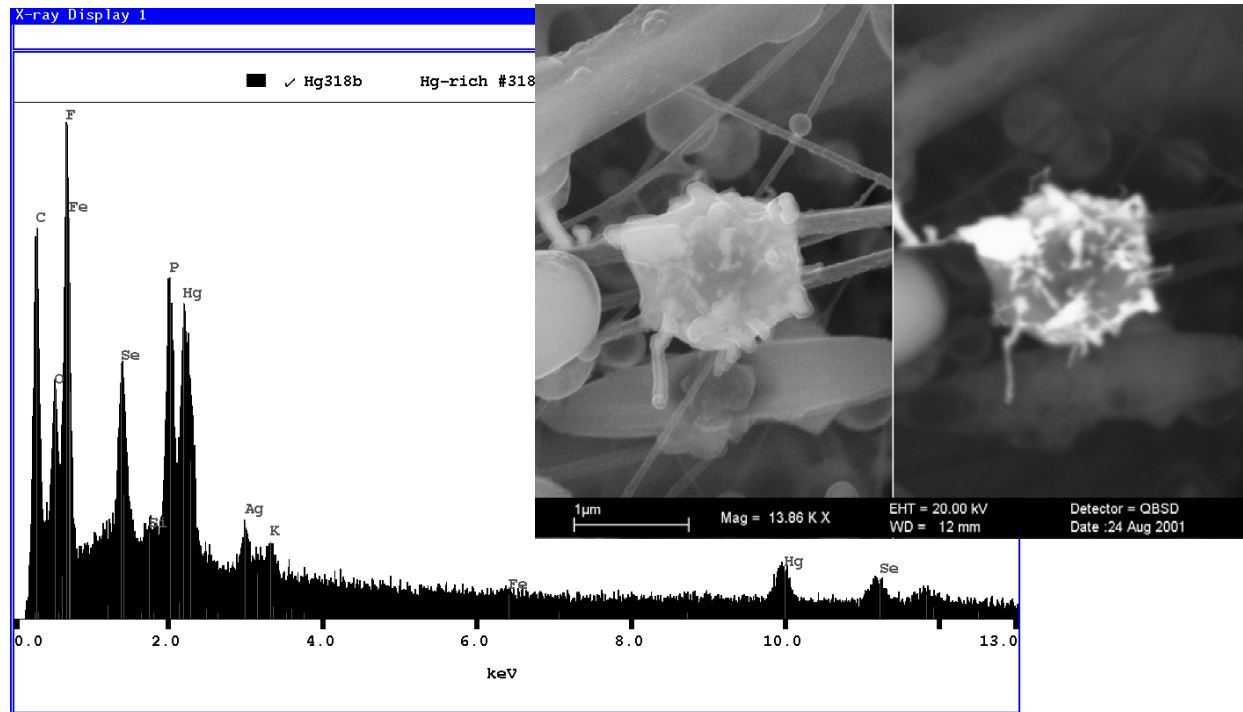 X-ray Display 1
Hg318b Hg-rich #318
F
C
Fe
P
Hg
Se
O
Si
Ag
K
Fe
Hg
Se
0.0 2.0 4.0 6.0 8.0 10.0 13.0
keV
1µm
Mag = 13.86 K X
EHT = 20.00 kV
WD = 12 mm
Detector = QBSD
Date :24 Aug 2001